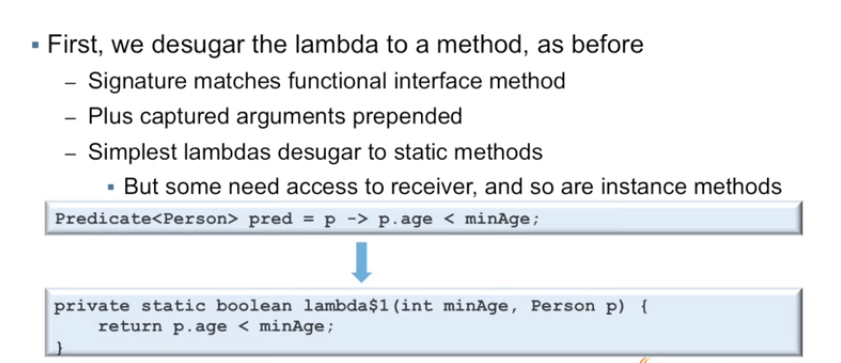 ▪ First, we desugar the lambda to a method, as before
– Signature matches functional interface method
– Plus captured arguments prepended
– Simplest lambdas desugar to static methods
▪ But some need access to receiver, and so are instance methods
Predicate<Person> pred = p -> p.age < minAge;
private static boolean lambda$1(int minAge, Person p) {
    return p.age < minAge;
}